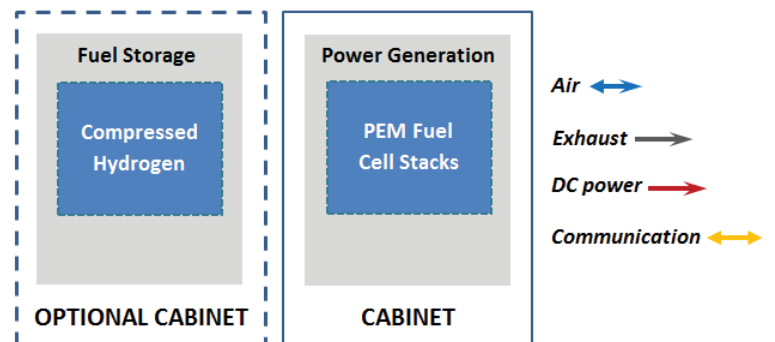 Fuel Storage
Compressed
Hydrogen
OPTIONAL CABINET
Power Generation
PEM Fuel
Cell Stacks
CABINET
Air
Exhaust
DC power
Communication